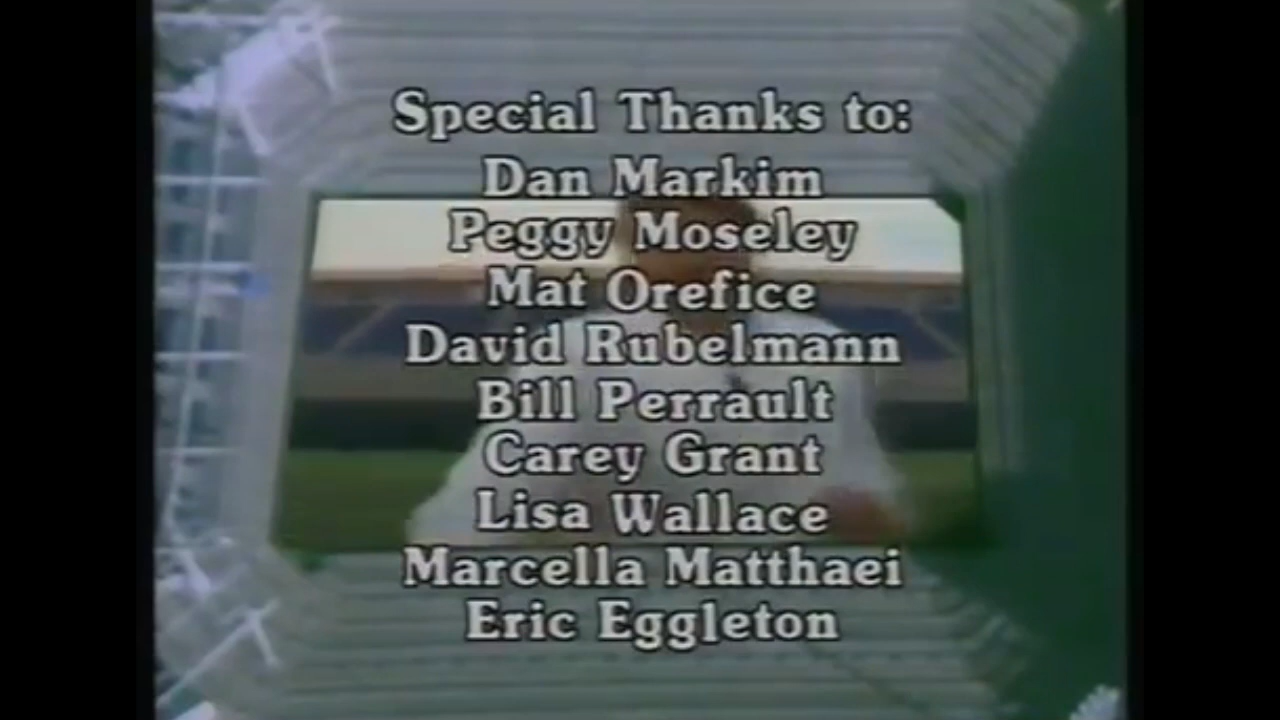 Special Thanks to:
Dan Markim
Peggy Moseley
Mat Orefice
David Rubelmann
Bill Perrault
Carey Grant
Lisa Wallace
Marcella Matthaei
Eric Eggleton